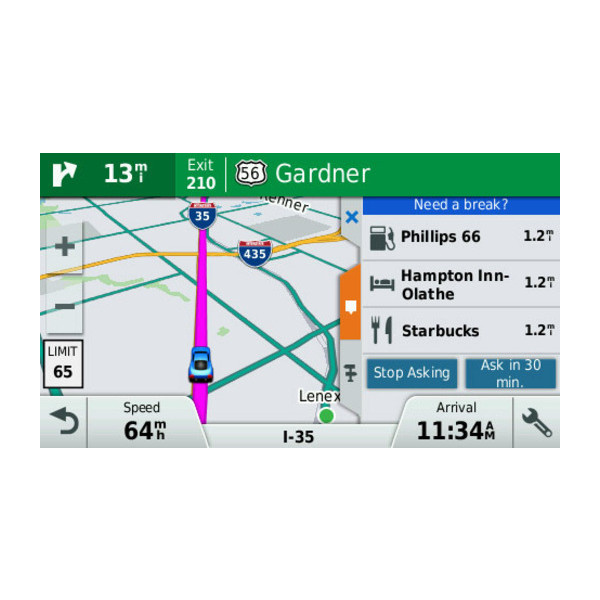 13 mi
Exit 210
56 Gardner
Need a break?
Phillips 66 1.2 mi
Hampton Inn-
Olathe 1.2 mi
Starbucks 1.2 mi
Stop Asking
Ask in 30
min.
35
435
LIMIT
65
Lenex
Speed
64 mh
I-35
Arrival
11:34 AM